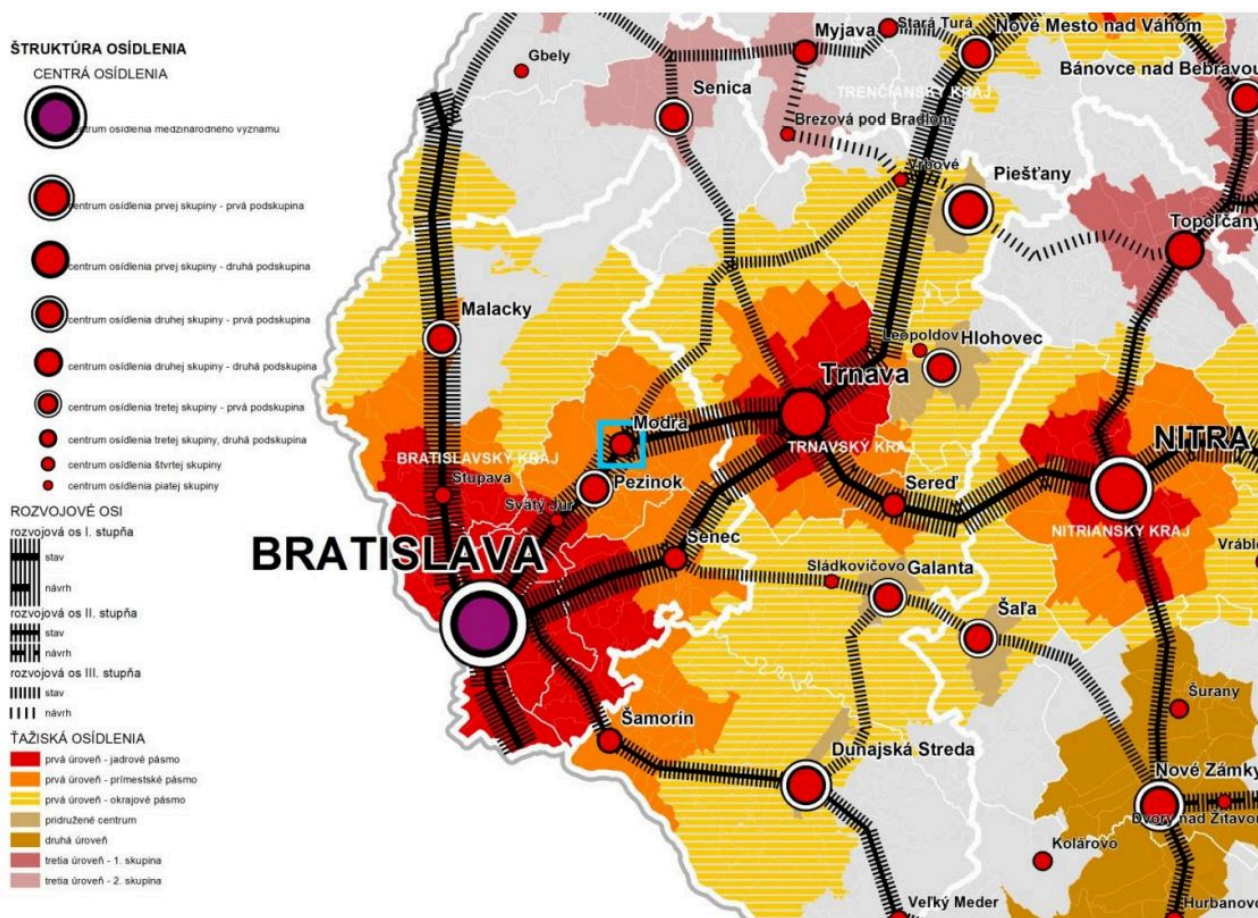 ŠTRUKTÚRA OSÍDLENIA
CENTRÁ OSÍDLENIA
centrum osídlenia medzinárodného významu
centrum osídlenia prvej skupiny - prvá podskupina
centrum osídlenia prvej skupiny - druhá podskupina
centrum osídlenia druhej skupiny - prvá podskupina
centrum osídlenia druhej skupiny - druhá podskupina
centrum osídlenia tretej skupiny - prvá podskupina
centrum osídlenia tretej skupiny, druhá podskupina
centrum osídlenia štvrtej skupiny
centrum osídlenia piatej skupiny
ROZVOJOVÉ OSI
rozvojová os I. stupňa
stav
návrh
rozvojová os II. stupňa
stav
návrh
rozvojová os III. stupňa
stav
návrh
ŤAŽISKÁ OSÍDLENIA
prvá úroveň - jadrové pásmo
prvá úroveň - prímestské pásmo
prvá úroveň - okrajové pásmo
pridružené centrum
druhá úroveň
tretia úroveň - 1. skupina
tretia úroveň - 2. skupina
Gbely
Myjava
Stará Turá
Nové Mesto nad Váhom
Bánovce nad Bebravou
Senica
TRENČIANSKY KRAJ
Brezová pod Bradlom
Vrbové
Piešťany
Topoľčany
Malacky
Leopoldov
Hlohovec
Trnava
Modra
BRATISLAVSKÝ KRAJ
TRNAVSKÝ KRAJ
NITRA
Stupava
Pezinok
Svätý Jur
Sereď
NITRIANSKY KRAJ
BRATISLAVA
Senec
Sládkovičovo
Galanta
Vráble
Šaľa
Šamorín
Šurany
Dunajská Streda
Nové Zámky
Dvory nad Žitavou
Kolárovo
Veľký Meder
Hurbanovo